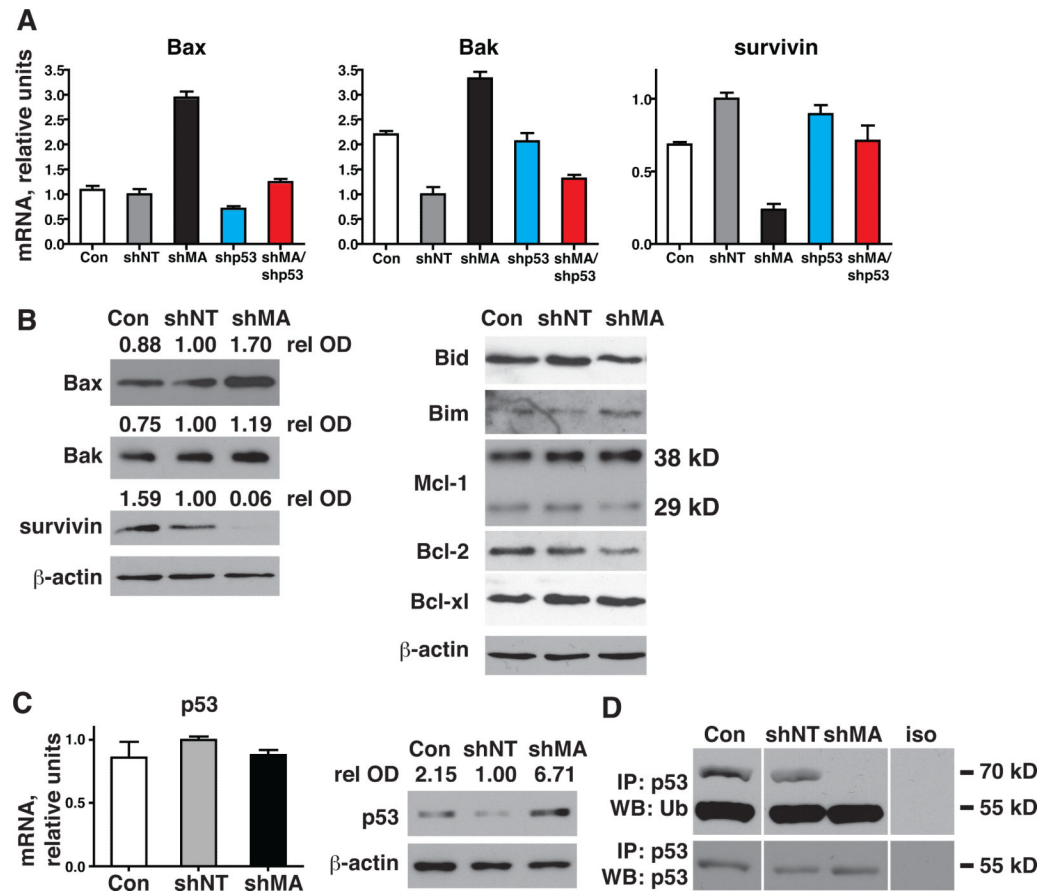 A
Bax
Bak
survivin
mRNA, relative units
3.5
3.0
2.5
2.0
1.5
1.0
0.5
0.0
Con shNT shMA shp53 shMA/
shp53
3.5
3.0
2.5
2.0
1.5
1.0
0.5
0.0
Con shNT shMA shp53 shMA/
shp53
1.0
0.5
0.0
Con shNT shMA shp53 shMA/
shp53
B
Con shNT shMA
0.88 1.00 1.70 rel OD
Bax
0.75 1.00 1.19 rel OD
Bak
1.59 1.00 0.06 rel OD
survivin
β-actin
Con shNT shMA
Bid
Bim
Mcl-1
38 kD
29 kD
Bcl-2
Bcl-xl
β-actin
C
p53
mRNA,
relative units
1.0
0.5
0.0
Con shNT shMA
Con shNT shMA
rel OD 2.15 1.00 6.71
p53
β-actin
D
Con shNT shMA iso
IP: p53
WB: Ub
70 kD
55 kD
IP: p53
WB: p53
55 kD